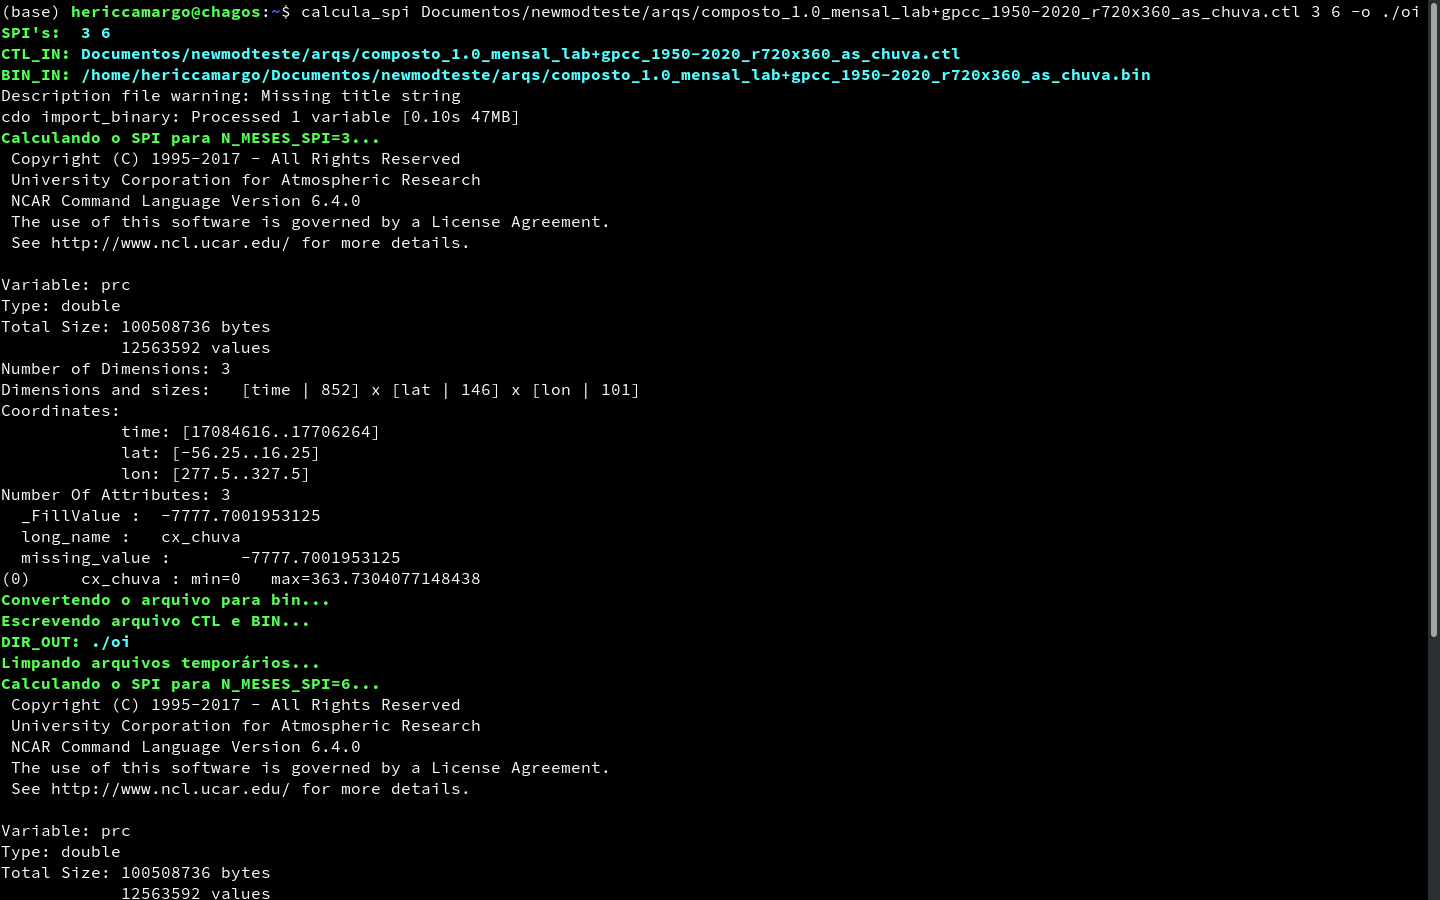 (base) hericcamargo@chagos:~$ calcula_spi Documentos/newmodteste/arqs/composto_1.0_mensal_lab+gpcc_1950-2020_r720x360_as_chuva.ctl 3 6 -o ./oi
SPI's:  3 6
CTL_IN: Documentos/newmodteste/arqs/composto_1.0_mensal_lab+gpcc_1950-2020_r720x360_as_chuva.ctl
BIN_IN: /home/hericcamargo/Documentos/newmodteste/arqs/composto_1.0_mensal_lab+gpcc_1950-2020_r720x360_as_chuva.bin
Description file warning: Missing title string
cdo import_binary: Processed 1 variable [0.10s 47MB]
Calculando o SPI para N_MESES_SPI=3...
 Copyright (C) 1995-2017 - All Rights Reserved
 University Corporation for Atmospheric Research
 NCAR Command Language Version 6.4.0
 The use of this software is governed by a License Agreement.
 See http://www.ncl.ucar.edu/ for more details.

Variable: prc
Type: double
Total Size: 100508736 bytes
            12563592 values
Number of Dimensions: 3
Dimensions and sizes:   [time | 852] x [lat | 146] x [lon | 101]
Coordinates:
            time: [17084616..17706264]
            lat: [-56.25..16.25]
            lon: [277.5..327.5]
Number Of Attributes: 3
  _FillValue :  -7777.7001953125
  long_name :   cx_chuva
  missing_value :       -7777.7001953125
(0)     cx_chuva : min=0   max=363.7304077148438
Convertendo o arquivo para bin...
Escrevendo arquivo CTL e BIN...
DIR_OUT: ./oi
Limpando arquivos temporários...
Calculando o SPI para N_MESES_SPI=6...
 Copyright (C) 1995-2017 - All Rights Reserved
 University Corporation for Atmospheric Research
 NCAR Command Language Version 6.4.0
 The use of this software is governed by a License Agreement.
 See http://www.ncl.ucar.edu/ for more details.

Variable: prc
Type: double
Total Size: 100508736 bytes
            12563592 values